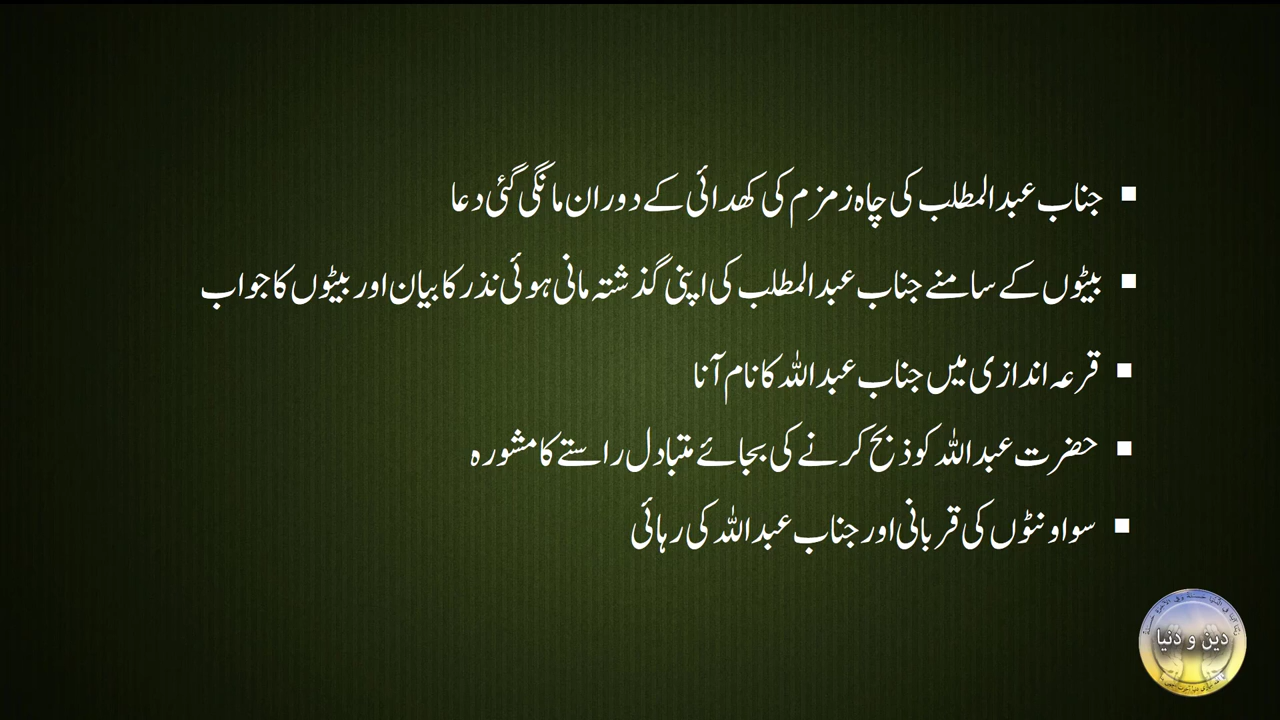 ▪ جناب عبدالمطلب کی چاہ زمزم کی کھدائی کے دوران مانگی گئی دعا
▪ بیٹوں کے سامنے جناب عبدالمطلب کی اپنی گذشتہ مانی ہوئی نذر کا بیان اور بیٹوں کا جواب
▪ قرعہ اندازی میں جناب عبداللہ کا نام آنا
▪ حضرت عبداللہ کو ذبح کرنے کی بجائے متبادل راستے کا مشورہ
▪ سو اونٹوں کی قربانی اور جناب عبداللہ کی رہائی
دین و دنیا